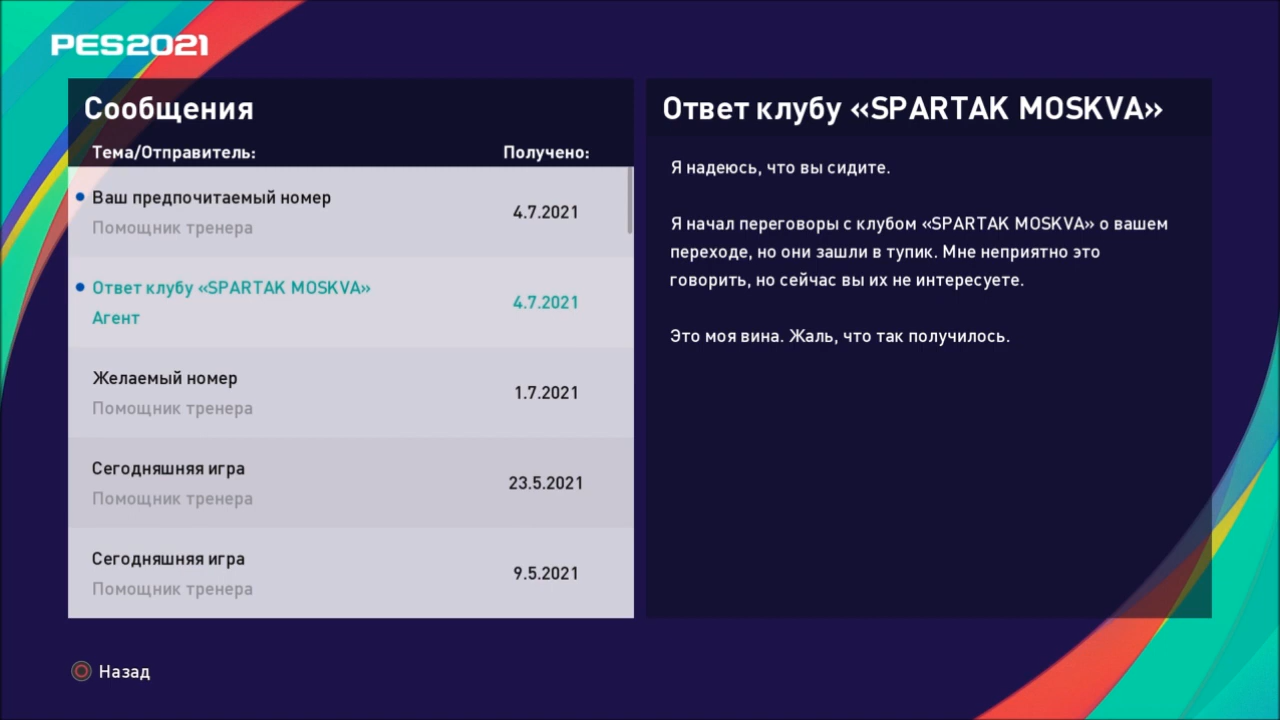 PES2021
Сообщения
Тема/Отправитель: Получено:
Ваш предпочитаемый номер
Помощник тренера
4.7.2021
Ответ клубу «SPARTAK MOSKVA»
Агент
4.7.2021
Желаемый номер
Помощник тренера
1.7.2021
Сегодняшняя игра
Помощник тренера
23.5.2021
Сегодняшняя игра
Помощник тренера
9.5.2021
Ответ клубу «SPARTAK MOSKVA»
Я надеюсь, что вы сидите.
Я начал переговоры с клубом «SPARTAK MOSKVA» о вашем
переходе, но они зашли в тупик. Мне неприятно это
говорить, но сейчас вы их не интересуете.
Это моя вина. Жаль, что так получилось.
Назад